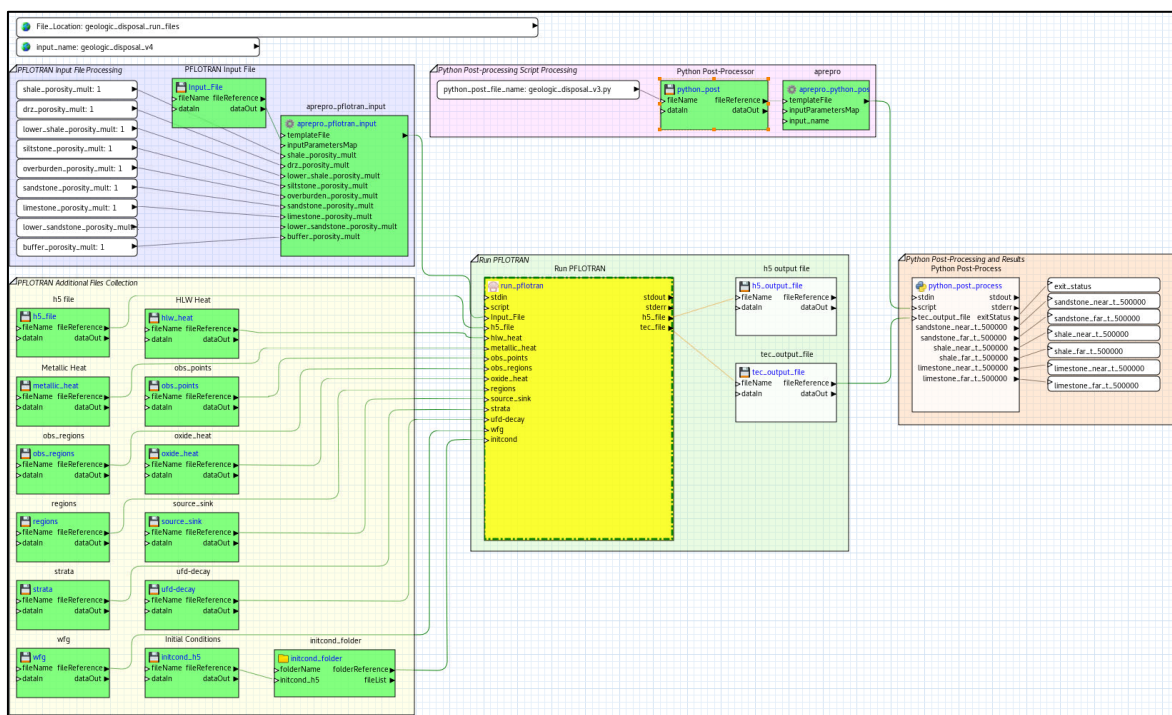 File_Location: geologic_disposal_run_files
input_name: geologic_disposal_v4
PFLOTRAN Input File Processing
shale_porosity_mult: 1
drz_porosity_mult: 1
lower_shale_porosity_mult: 1
siltstone_porosity_mult: 1
overburden_porosity_mult: 1
sandstone_porosity_mult: 1
limestone_porosity_mult: 1
lower_sandstone_porosity_mult
buffer_porosity_mult: 1
PFLOTRAN Input File
Input_File
fileName fileReference
dataIn dataOut
aprepro_pflotran_input
aprepro_pflotran_input
templateFile
inputParametersMap
shale_porosity_mult
drz_porosity_mult
lower_shale_porosity_mult
siltstone_porosity_mult
overburden_porosity_mult
sandstone_porosity_mult
limestone_porosity_mult
lower_sandstone_porosity_mult
buffer_porosity_mult
Python Post-processing Script Processing
python_post_file_name: geologic_disposal_v3.py
Python Post-Processor
python_post
fileName fileReference
dataIn dataOut
aprepro
aprepro_python_pos
templateFile
inputParametersMap
input_name
PFLOTRAN Additional Files Collection
h5 file
h5_file
fileName fileReference
dataIn dataOut
HLW Heat
hlw_heat
fileName fileReference
dataIn dataOut
Metallic Heat
metallic_heat
fileName fileReference
dataIn dataOut
obs_points
obs_points
fileName fileReference
dataIn dataOut
obs_regions
obs_regions
fileName fileReference
dataIn dataOut
oxide_heat
oxide_heat
fileName fileReference
dataIn dataOut
regions
regions
fileName fileReference
dataIn dataOut
source_sink
source_sink
fileName fileReference
dataIn dataOut
strata
strata
fileName fileReference
dataIn dataOut
ufd-decay
ufd-decay
fileName fileReference
dataIn dataOut
wfg
wfg
fileName fileReference
dataIn dataOut
Initial Conditions
initcond_h5
fileName fileReference
dataIn dataOut
initcond_folder
initcond_folder
folderName folderReference
initcond_h5 fileList
Run PFLOTRAN
Run PFLOTRAN
run_pflotran
stdin stdout
script stderr
Input_File h5_file
h5_file tec_file
hlw_heat
metallic_heat
obs_points
obs_regions
oxide_heat
regions
source_sink
strata
ufd-decay
wfg
initcond
h5 output file
h5_output_file
fileName fileReference
dataIn dataOut
tec_output_file
tec_output_file
fileName fileReference
dataIn dataOut
Python Post-Processing and Results
Python Post-Process
python_post_process
stdin stdout
script stderr
tec_output_file exitStatus
sandstone_near_t_500000
sandstone_far_t_500000
shale_near_t_500000
shale_far_t_500000
limestone_near_t_500000
limestone_far_t_500000
exit_status
sandstone_near_t_500000
sandstone_far_t_500000
shale_near_t_500000
shale_far_t_500000
limestone_near_t_500000
limestone_far_t_500000